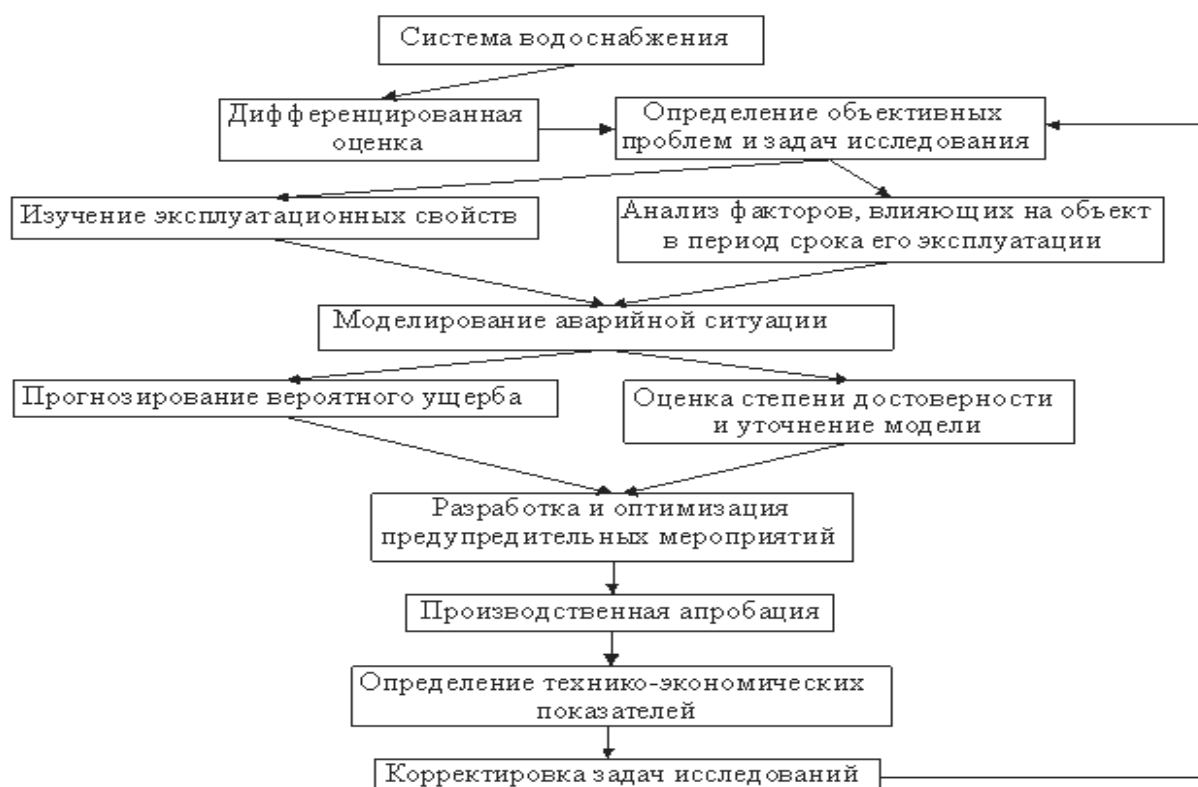 Система водоснабжения
Дифференцированная
оценка
Определение объективных
проблем и задач исследования
Изучение эксплуатационных свойств
Анализ факторов, влияющих на объект
в период срока его эксплуатации
Моделирование аварийной ситуации
Прогнозирование вероятного ущерба
Оценка степени достоверности
и уточнение модели
Разработка и оптимизация
предупредительных мероприятий
Производственная апробация
Определение технико-экономических
показателей
Корректировка задач исследований